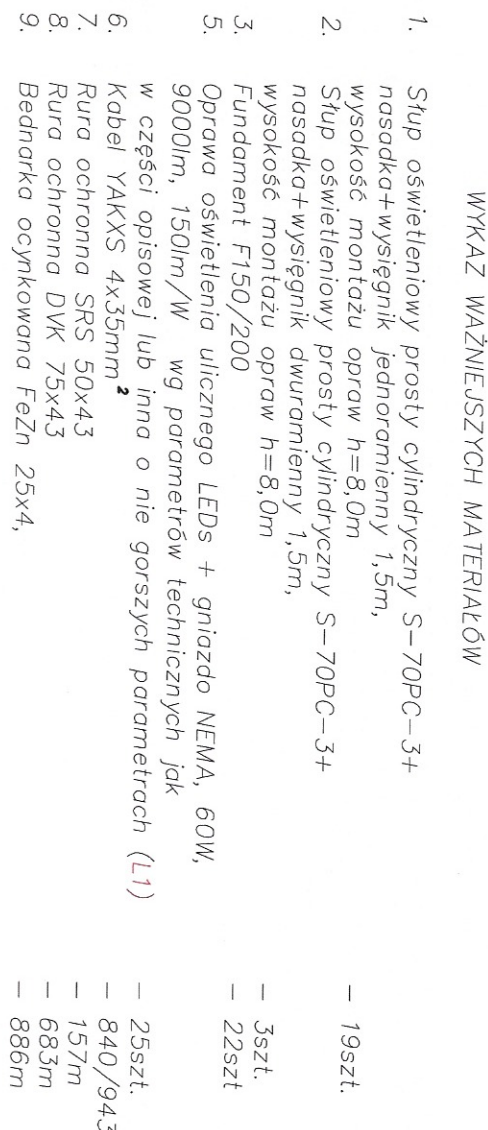 WYKAZ WAŻNIEJSZYCH MATERIAŁÓW
1. Słup oświetleniowy prosty cylindryczny S-70PC-3+
nasadka+wysięgnik jednoramienny 1,5m,
wysokość montażu opraw h=8,0m – 19szt.
2. Słup oświetleniowy prosty cylindryczny S-70PC-3+
nasadka+wysięgnik dwuramienny 1,5m,
wysokość montażu opraw h=8,0m – 3szt.
3. Fundament F150/200 – 22szt
5. Oprawa oświetlenia ulicznego LEDs + gniazdo NEMA, 60W,
9000lm, 150lm/W wg parametrów technicznych jak
w części opisowej lub inna o nie gorszych parametrach (L1) – 25szt.
6. Kabel YAKXS 4x35mm² – 840/943
7. Rura ochronna SRS 50x43 – 157m
8. Rura ochronna DVK 75x43 – 683m
9. Bednarka ocynkowana FeZn 25x4, – 886m